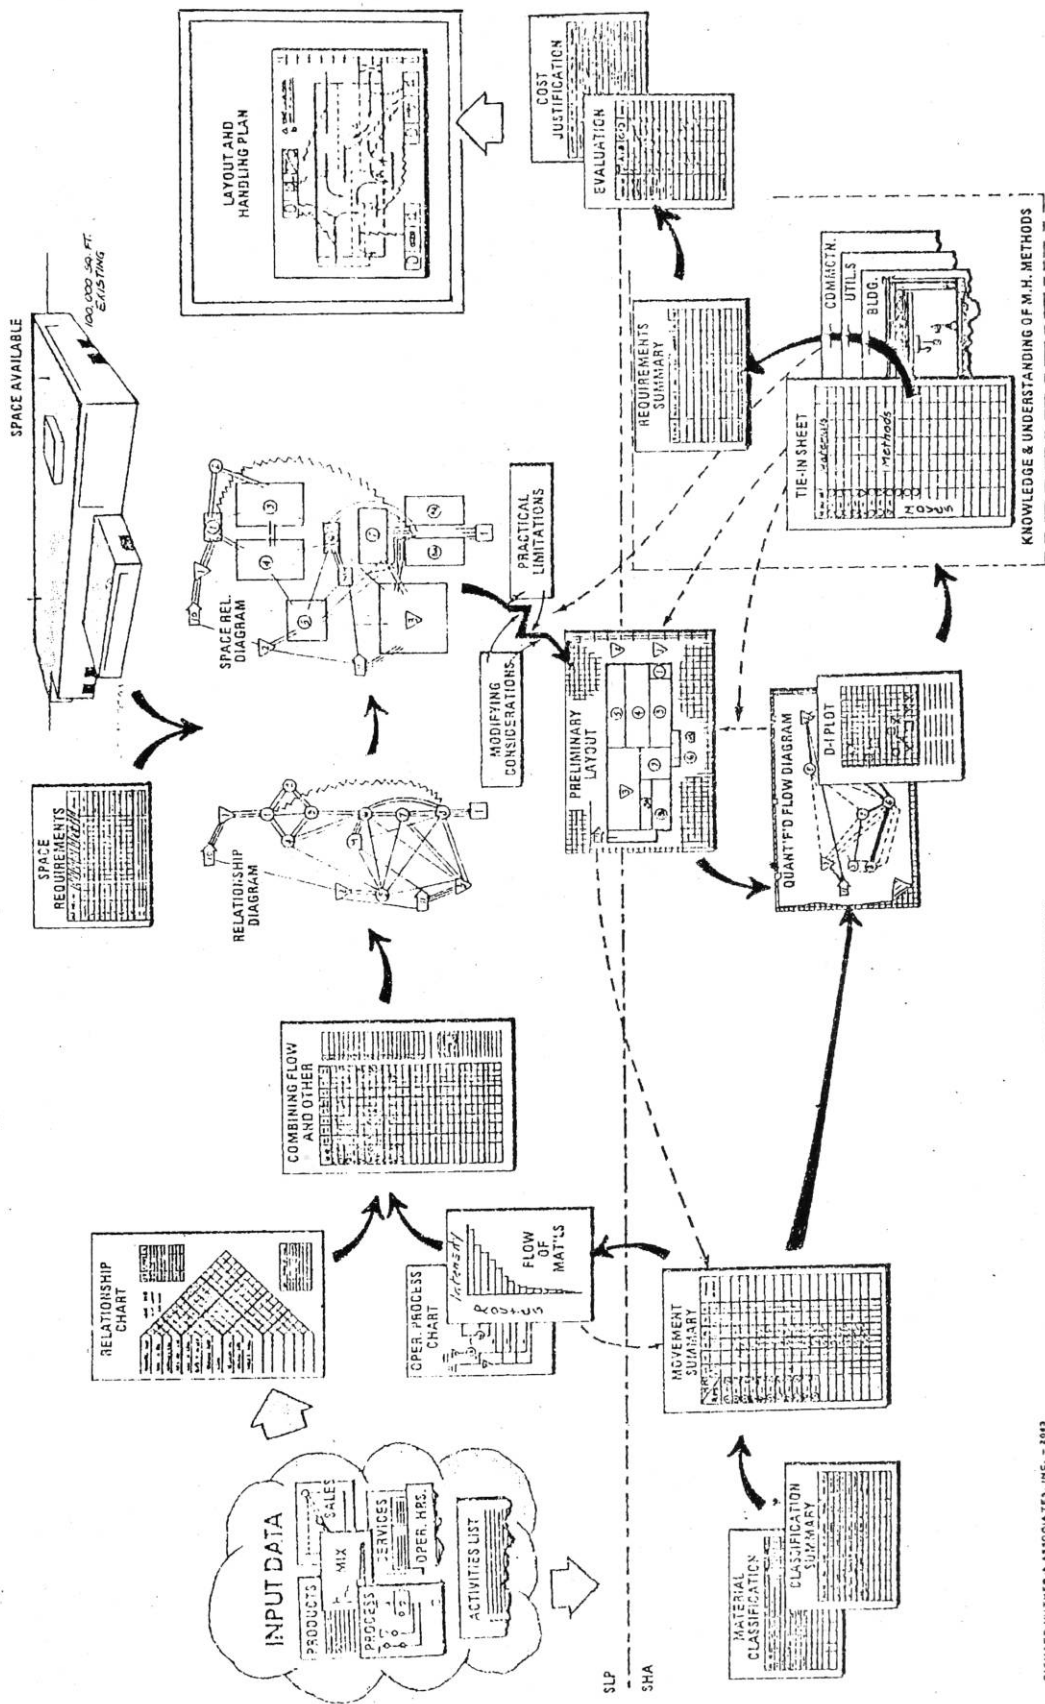 INPUT DATA
PRODUCTS
SALES
MIX
SERVICES
PROCESS
OPER. HRS.
ACTIVITIES LIST
SLP
SHA
RELATIONSHIP
CHART
OPER. PROCESS
CHART
Intensity
FLOW
OF
MAT'LS
COMBINING FLOW
AND OTHER
MATERIAL
CLASSIFICATION
CLASSIFICATION
SUMMARY
MOVEMENT
SUMMARY
SPACE
REQUIREMENTS
SPACE AVAILABLE
100,000 SQ. FT.
EXISTING
RELATIONSHIP
DIAGRAM
SPACE REL.
DIAGRAM
MODIFYING
CONSIDERATIONS
PRACTICAL
LIMITATIONS
PRELIMINARY
LAYOUT
QUANT'F'D FLOW DIAGRAM
D-I PLOT
LAYOUT AND
HANDLING PLAN
COST
JUSTIFICATION
EVALUATION
REQUIREMENTS
SUMMARY
TIE-IN SHEET
Methods
COMMCTN.
UTILS
BLDG.
KNOWLEDGE & UNDERSTANDING OF M.H. METHODS